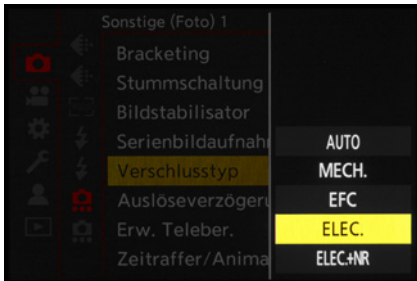 Sonstige (Foto) 1
Bracketing
Stummschaltung
Bildstabilisator
Serienbildaufnah
Verschlusstyp
Auslöseverzögeru
Erw. Teleber.
Zeitraffer/Anima
AUTO
MECH.
EFC
ELEC.
ELEC.+NR